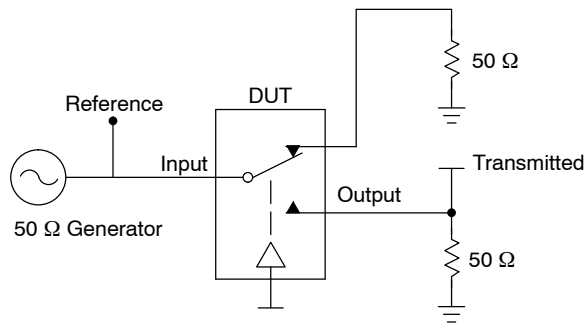 50 Ω
DUT
Reference
Input
Transmitted
Output
50 Ω Generator
50 Ω